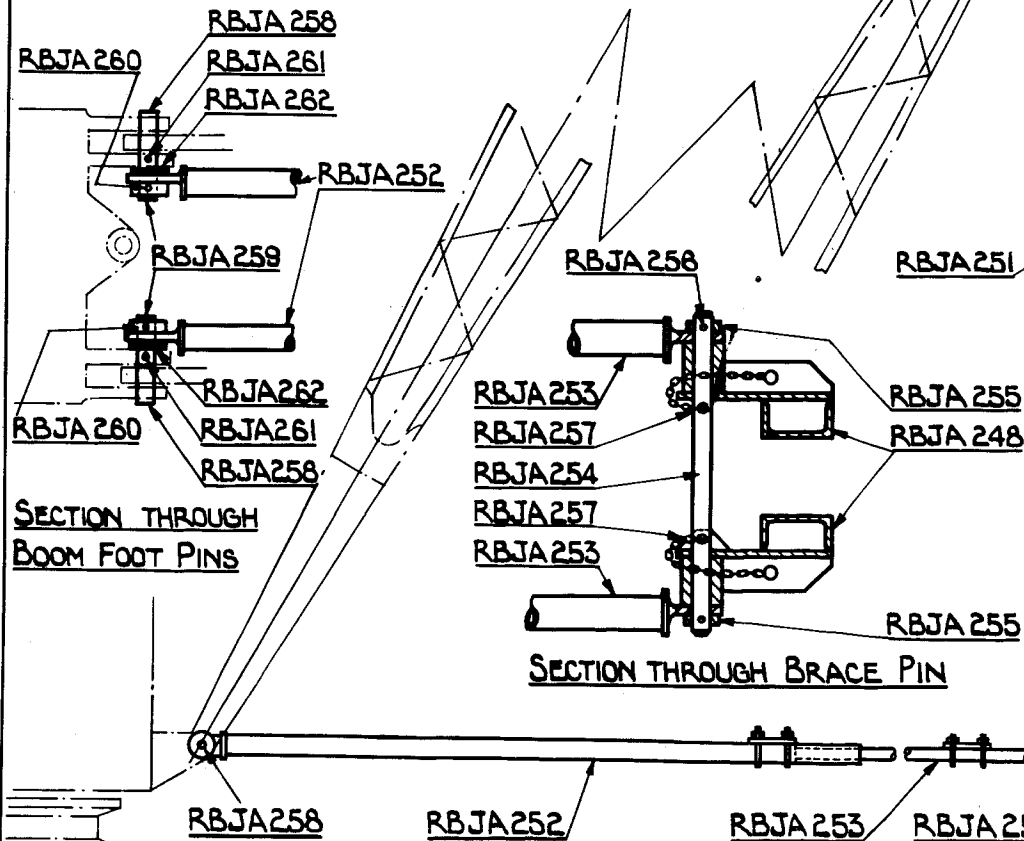 RBJA 258
RBJA 260
RBJA 261
RBJA 262
RBJA 252
RBJA 259
RBJA 262
RBJA 260
RBJA 261
RBJA 258
SECTION THROUGH
BOOM FOOT PINS
RBJA 258
RBJA 251
RBJA 253
RBJA 255
RBJA 257
RBJA 248
RBJA 254
RBJA 257
RBJA 253
RBJA 255
SECTION THROUGH BRACE PIN
RBJA 258
RBJA 252
RBJA 253